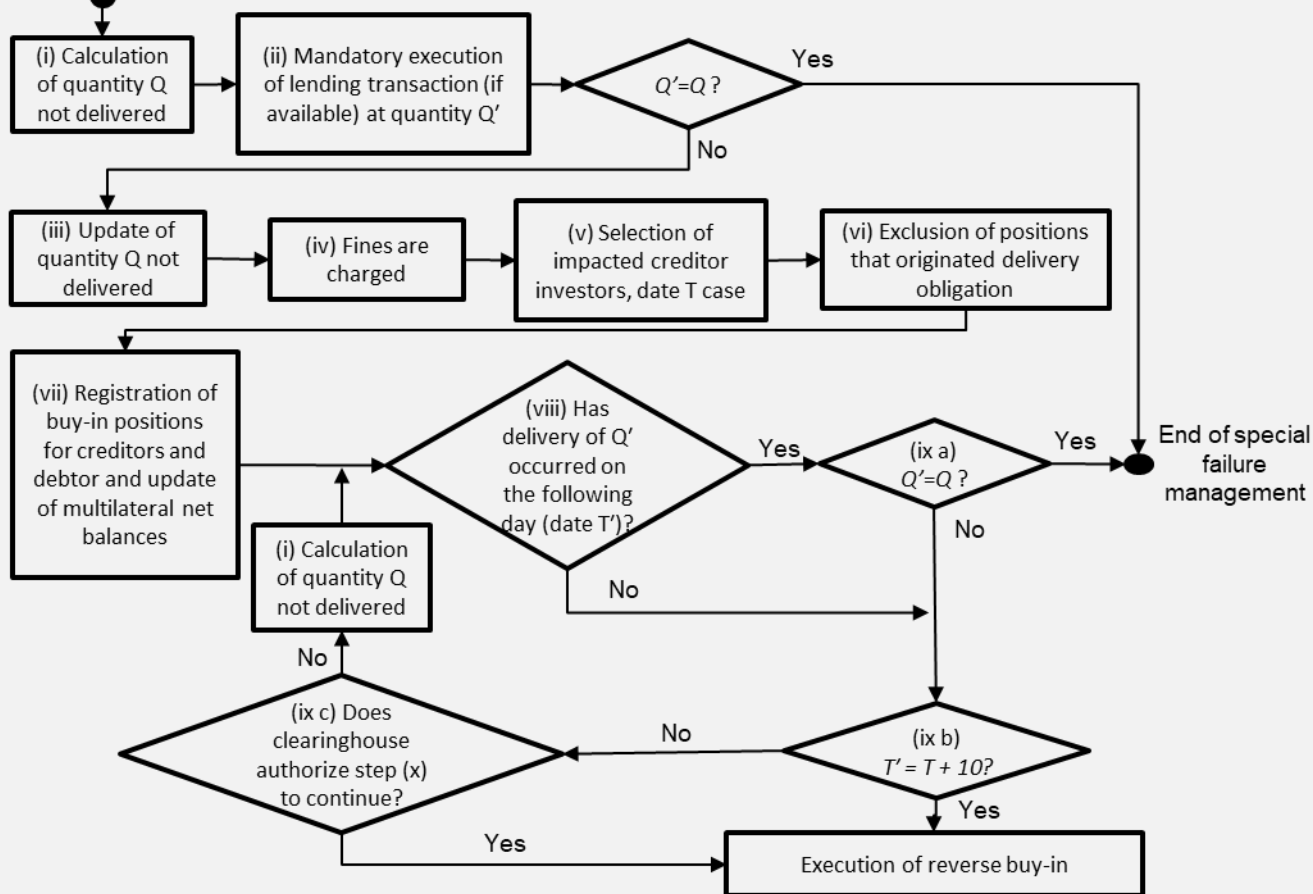 (i) Calculation
of quantity Q
not delivered
(ii) Mandatory execution
of lending transaction (if
available) at quantity Q’
Q’=Q ?
Yes
No
(iii) Update of
quantity Q not
delivered
(iv) Fines are
charged
(v) Selection of
impacted creditor
investors, date T case
(vi) Exclusion of positions
that originated delivery
obligation
(vii) Registration of
buy-in positions
for creditors and
debtor and update
of multilateral net
balances
(viii) Has
delivery of Q’
occurred on
the following
day (date T’)?
Yes
No
(ix a)
Q’=Q ?
Yes
No
End of special
failure
management
(i) Calculation
of quantity Q
not delivered
No
(ix c) Does
clearinghouse
authorize step (x)
to continue?
Yes
No
(ix b)
T’ = T + 10?
Yes
Execution of reverse buy-in